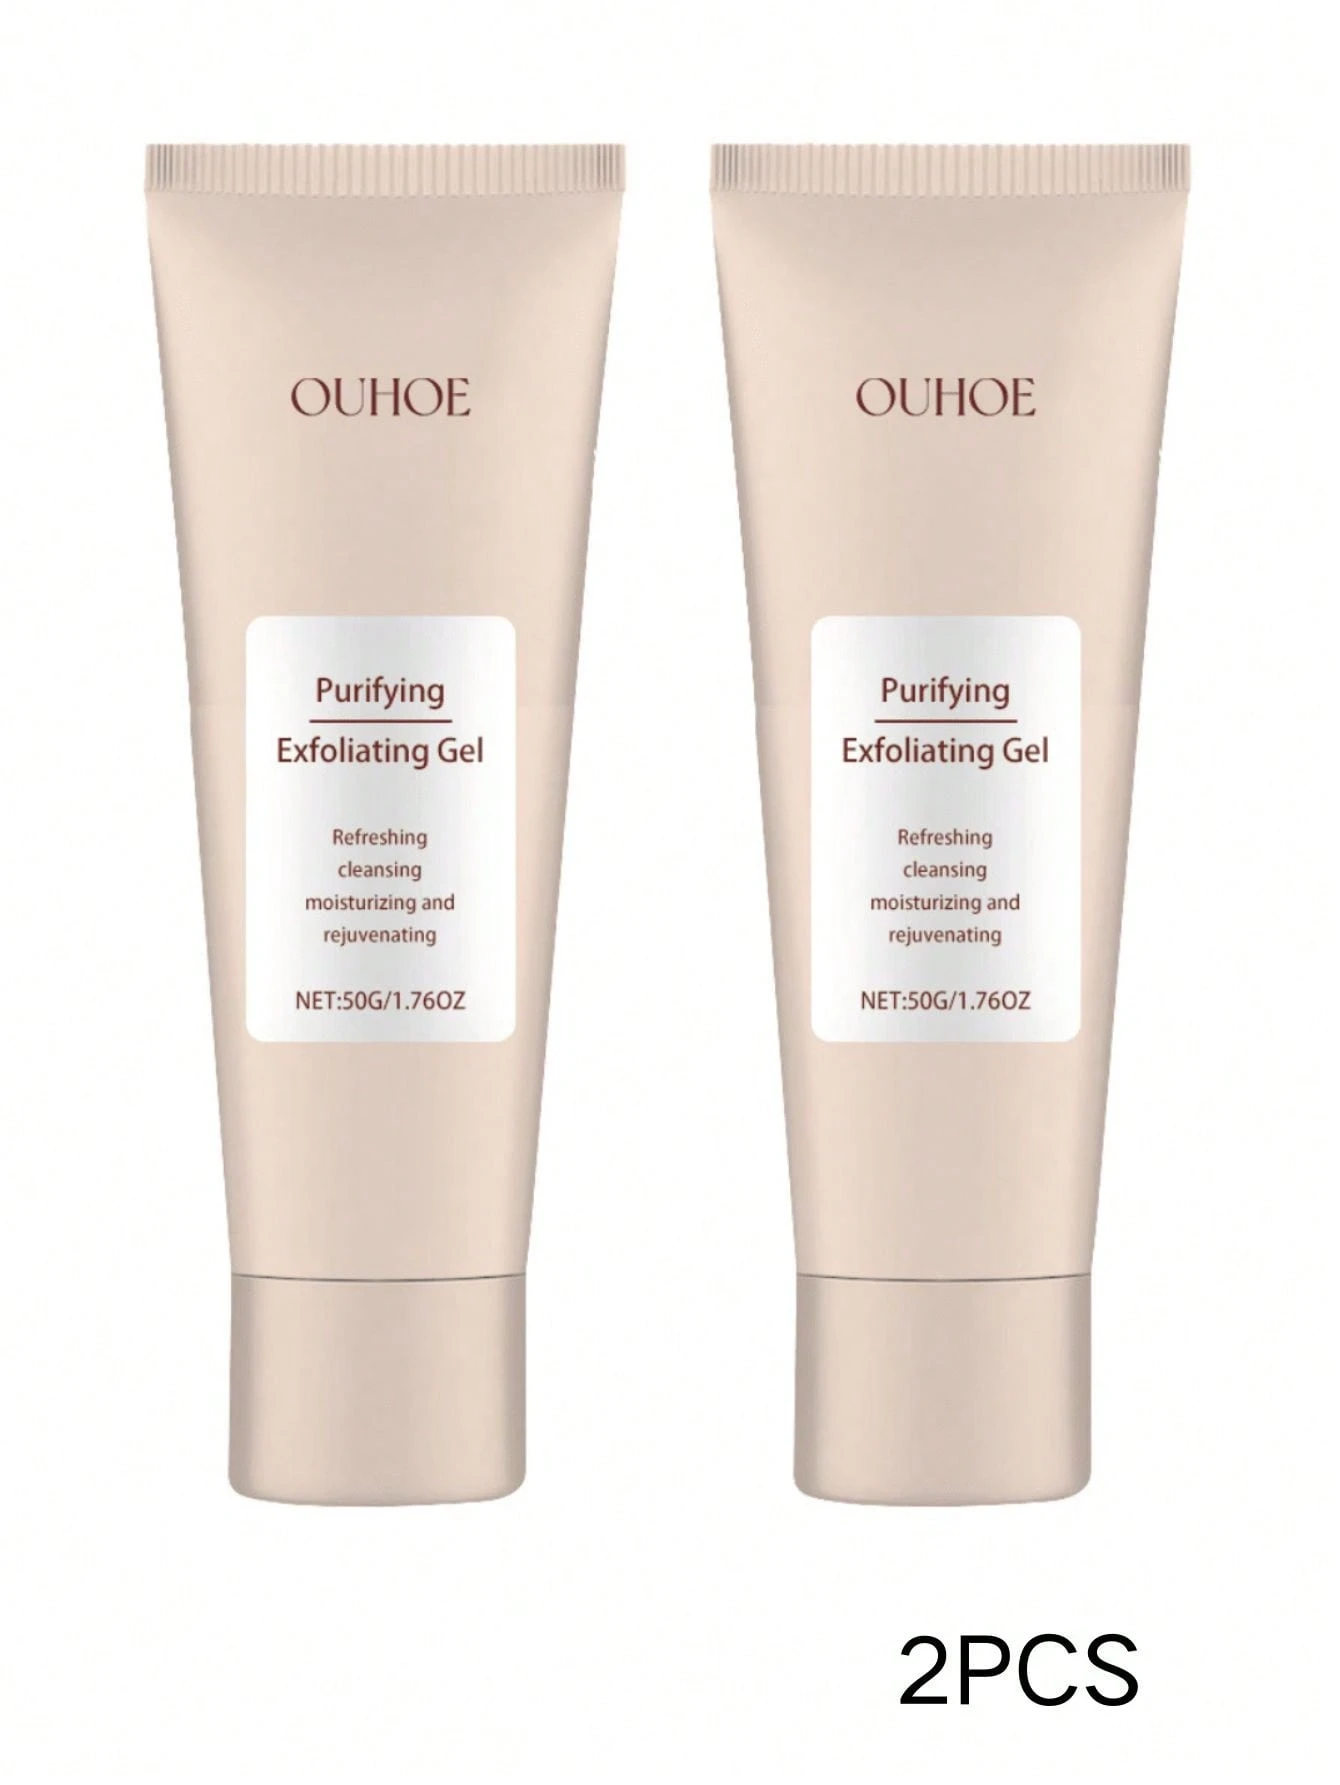 OUHOE
Purifying
Exfoliating Gel
Refreshing
cleansing
moisturizing and
rejuvenating
NET:50G/1.76OZ
OUHOE
Purifying
Exfoliating Gel
Refreshing
cleansing
moisturizing and
rejuvenating
NET:50G/1.76OZ
2PCS